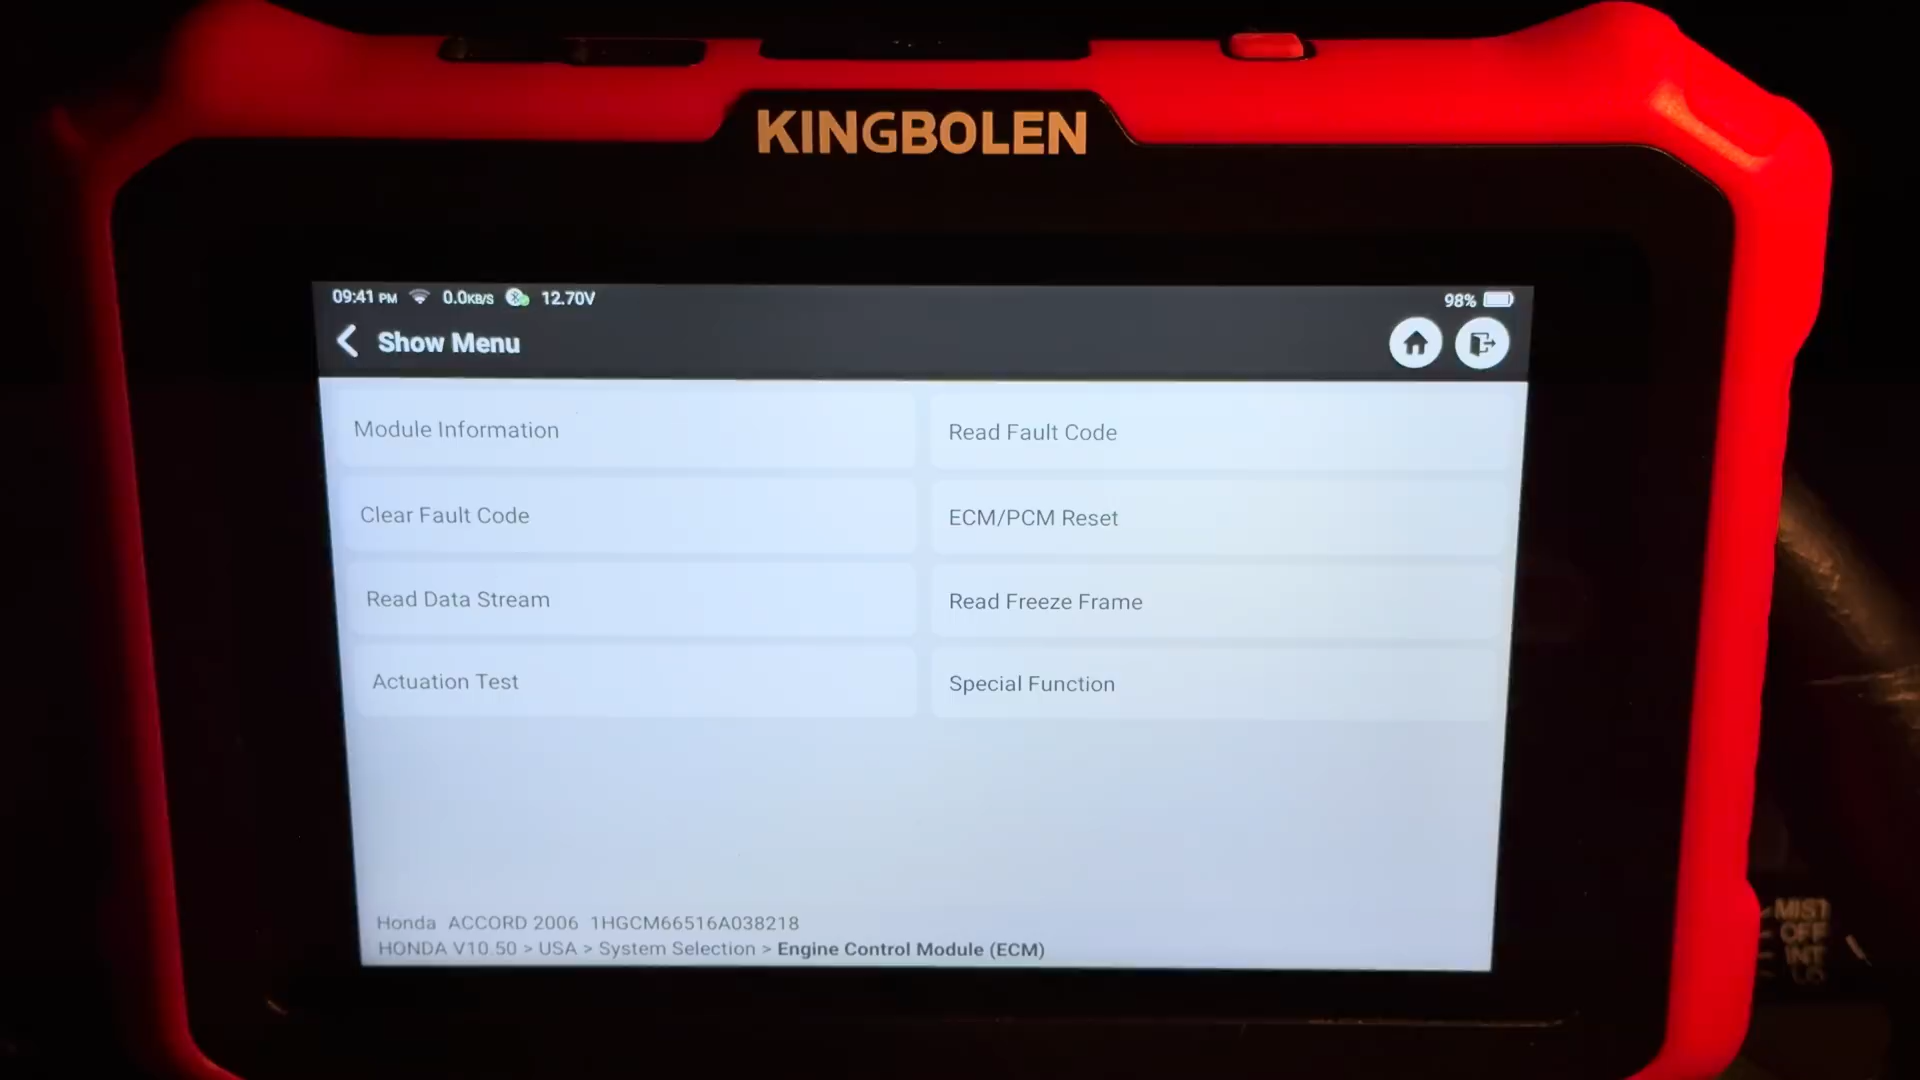 KINGBOLEN
09:41 PM 0.0KB/S 12.70V 98%
Show Menu
Module Information
Read Fault Code
Clear Fault Code
ECM/PCM Reset
Read Data Stream
Read Freeze Frame
Actuation Test
Special Function
Honda ACCORD 2006 1HGCM66516A038218
HONDA V10.50 > USA > System Selection > Engine Control Module (ECM)
MIST
OFF
INT